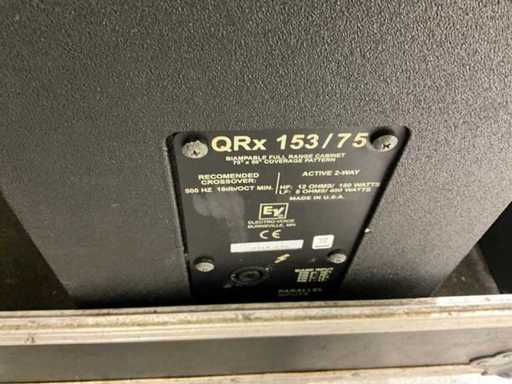 QRx 153/75
BIAMPABLE FULL RANGE CABINET
75° x 50° COVERAGE PATTERN
RECOMENDED
CROSSOVER:
500 HZ 18db/OCT MIN.
ACTIVE 2-WAY
HF: 12 OHMS/ 150 WATTS
LF: 8 OHMS/ 400 WATTS
MADE IN U.S.A.
EV
ELECTRO-VOICE
BURNSVILLE, MN
CE
PARALLEL
INPUTS